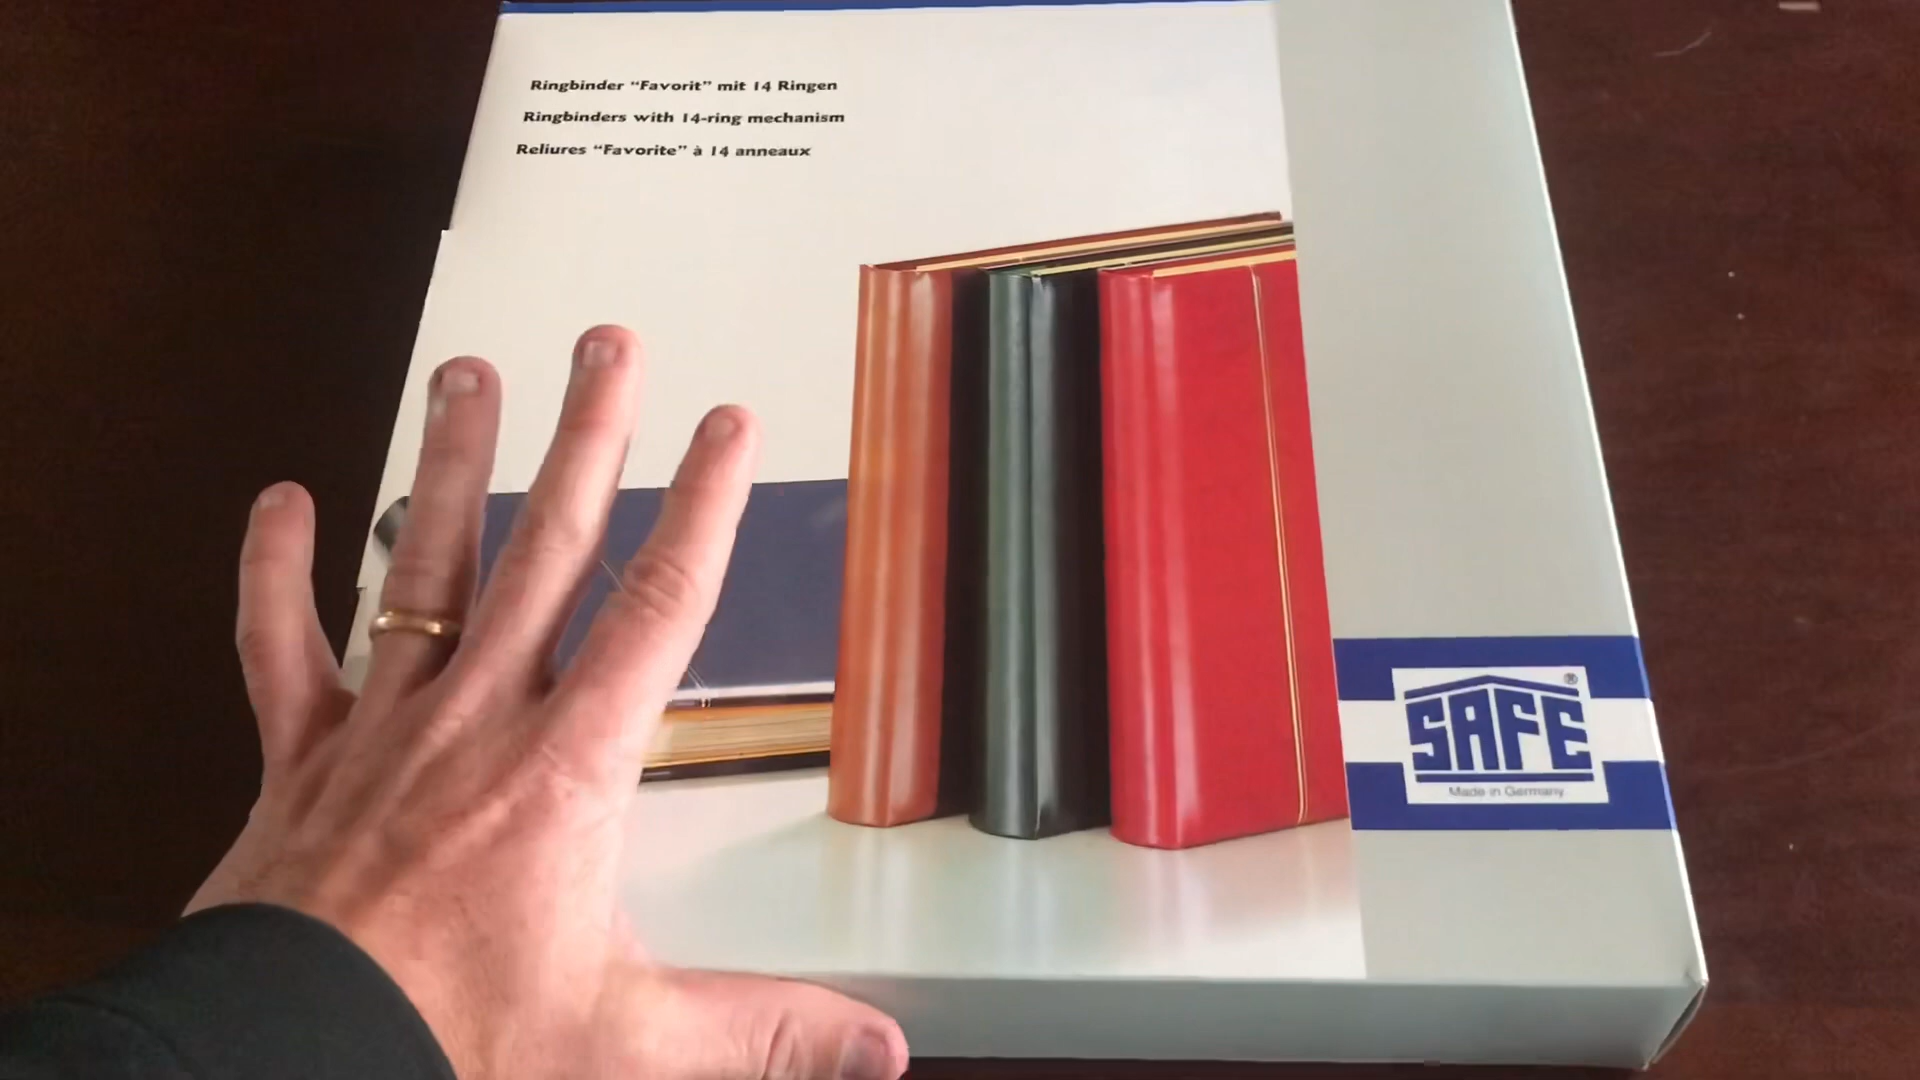 Ringbinder “Favorit” mit 14 Ringen
Ringbinders with 14-ring mechanism
Reliures “Favorite” à 14 anneaux
SAFE®
Made in Germany